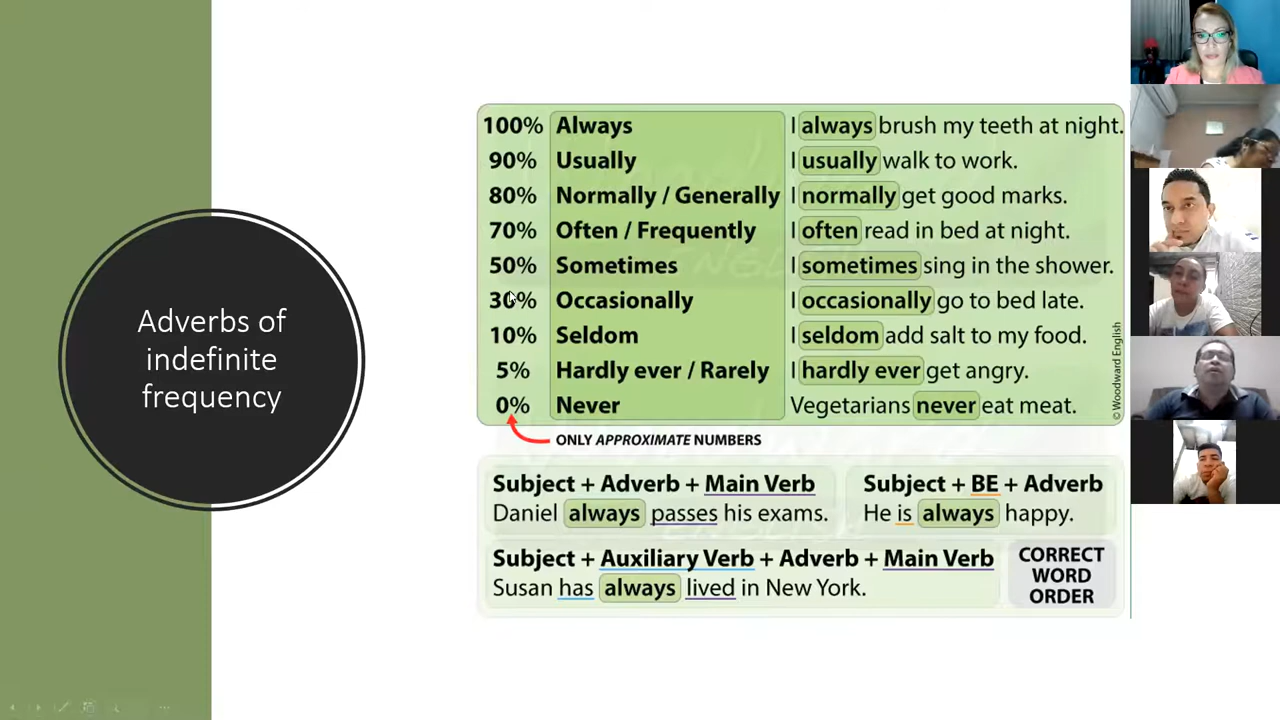 Adverbs of
indefinite
frequency
100% Always I always brush my teeth at night.
90% Usually I usually walk to work.
80% Normally / Generally I normally get good marks.
70% Often / Frequently I often read in bed at night.
50% Sometimes I sometimes sing in the shower.
30% Occasionally I occasionally go to bed late.
10% Seldom I seldom add salt to my food.
5% Hardly ever / Rarely I hardly ever get angry.
0% Never Vegetarians never eat meat.
ONLY APPROXIMATE NUMBERS
© Woodward English
Subject + Adverb + Main Verb
Daniel always passes his exams.
Subject + BE + Adverb
He is always happy.
Subject + Auxiliary Verb + Adverb + Main Verb
Susan has always lived in New York.
CORRECT
WORD
ORDER